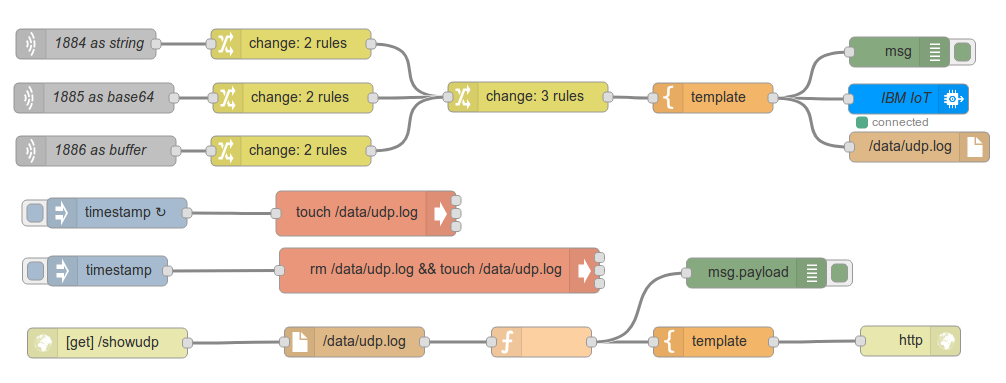 1884 as string
change: 2 rules
msg
1885 as base64
change: 2 rules
change: 3 rules
template
IBM IoT
connected
1886 as buffer
change: 2 rules
/data/udp.log
timestamp ↻
touch /data/udp.log
timestamp
rm /data/udp.log && touch /data/udp.log
msg.payload
[get] /showudp
/data/udp.log
template
http